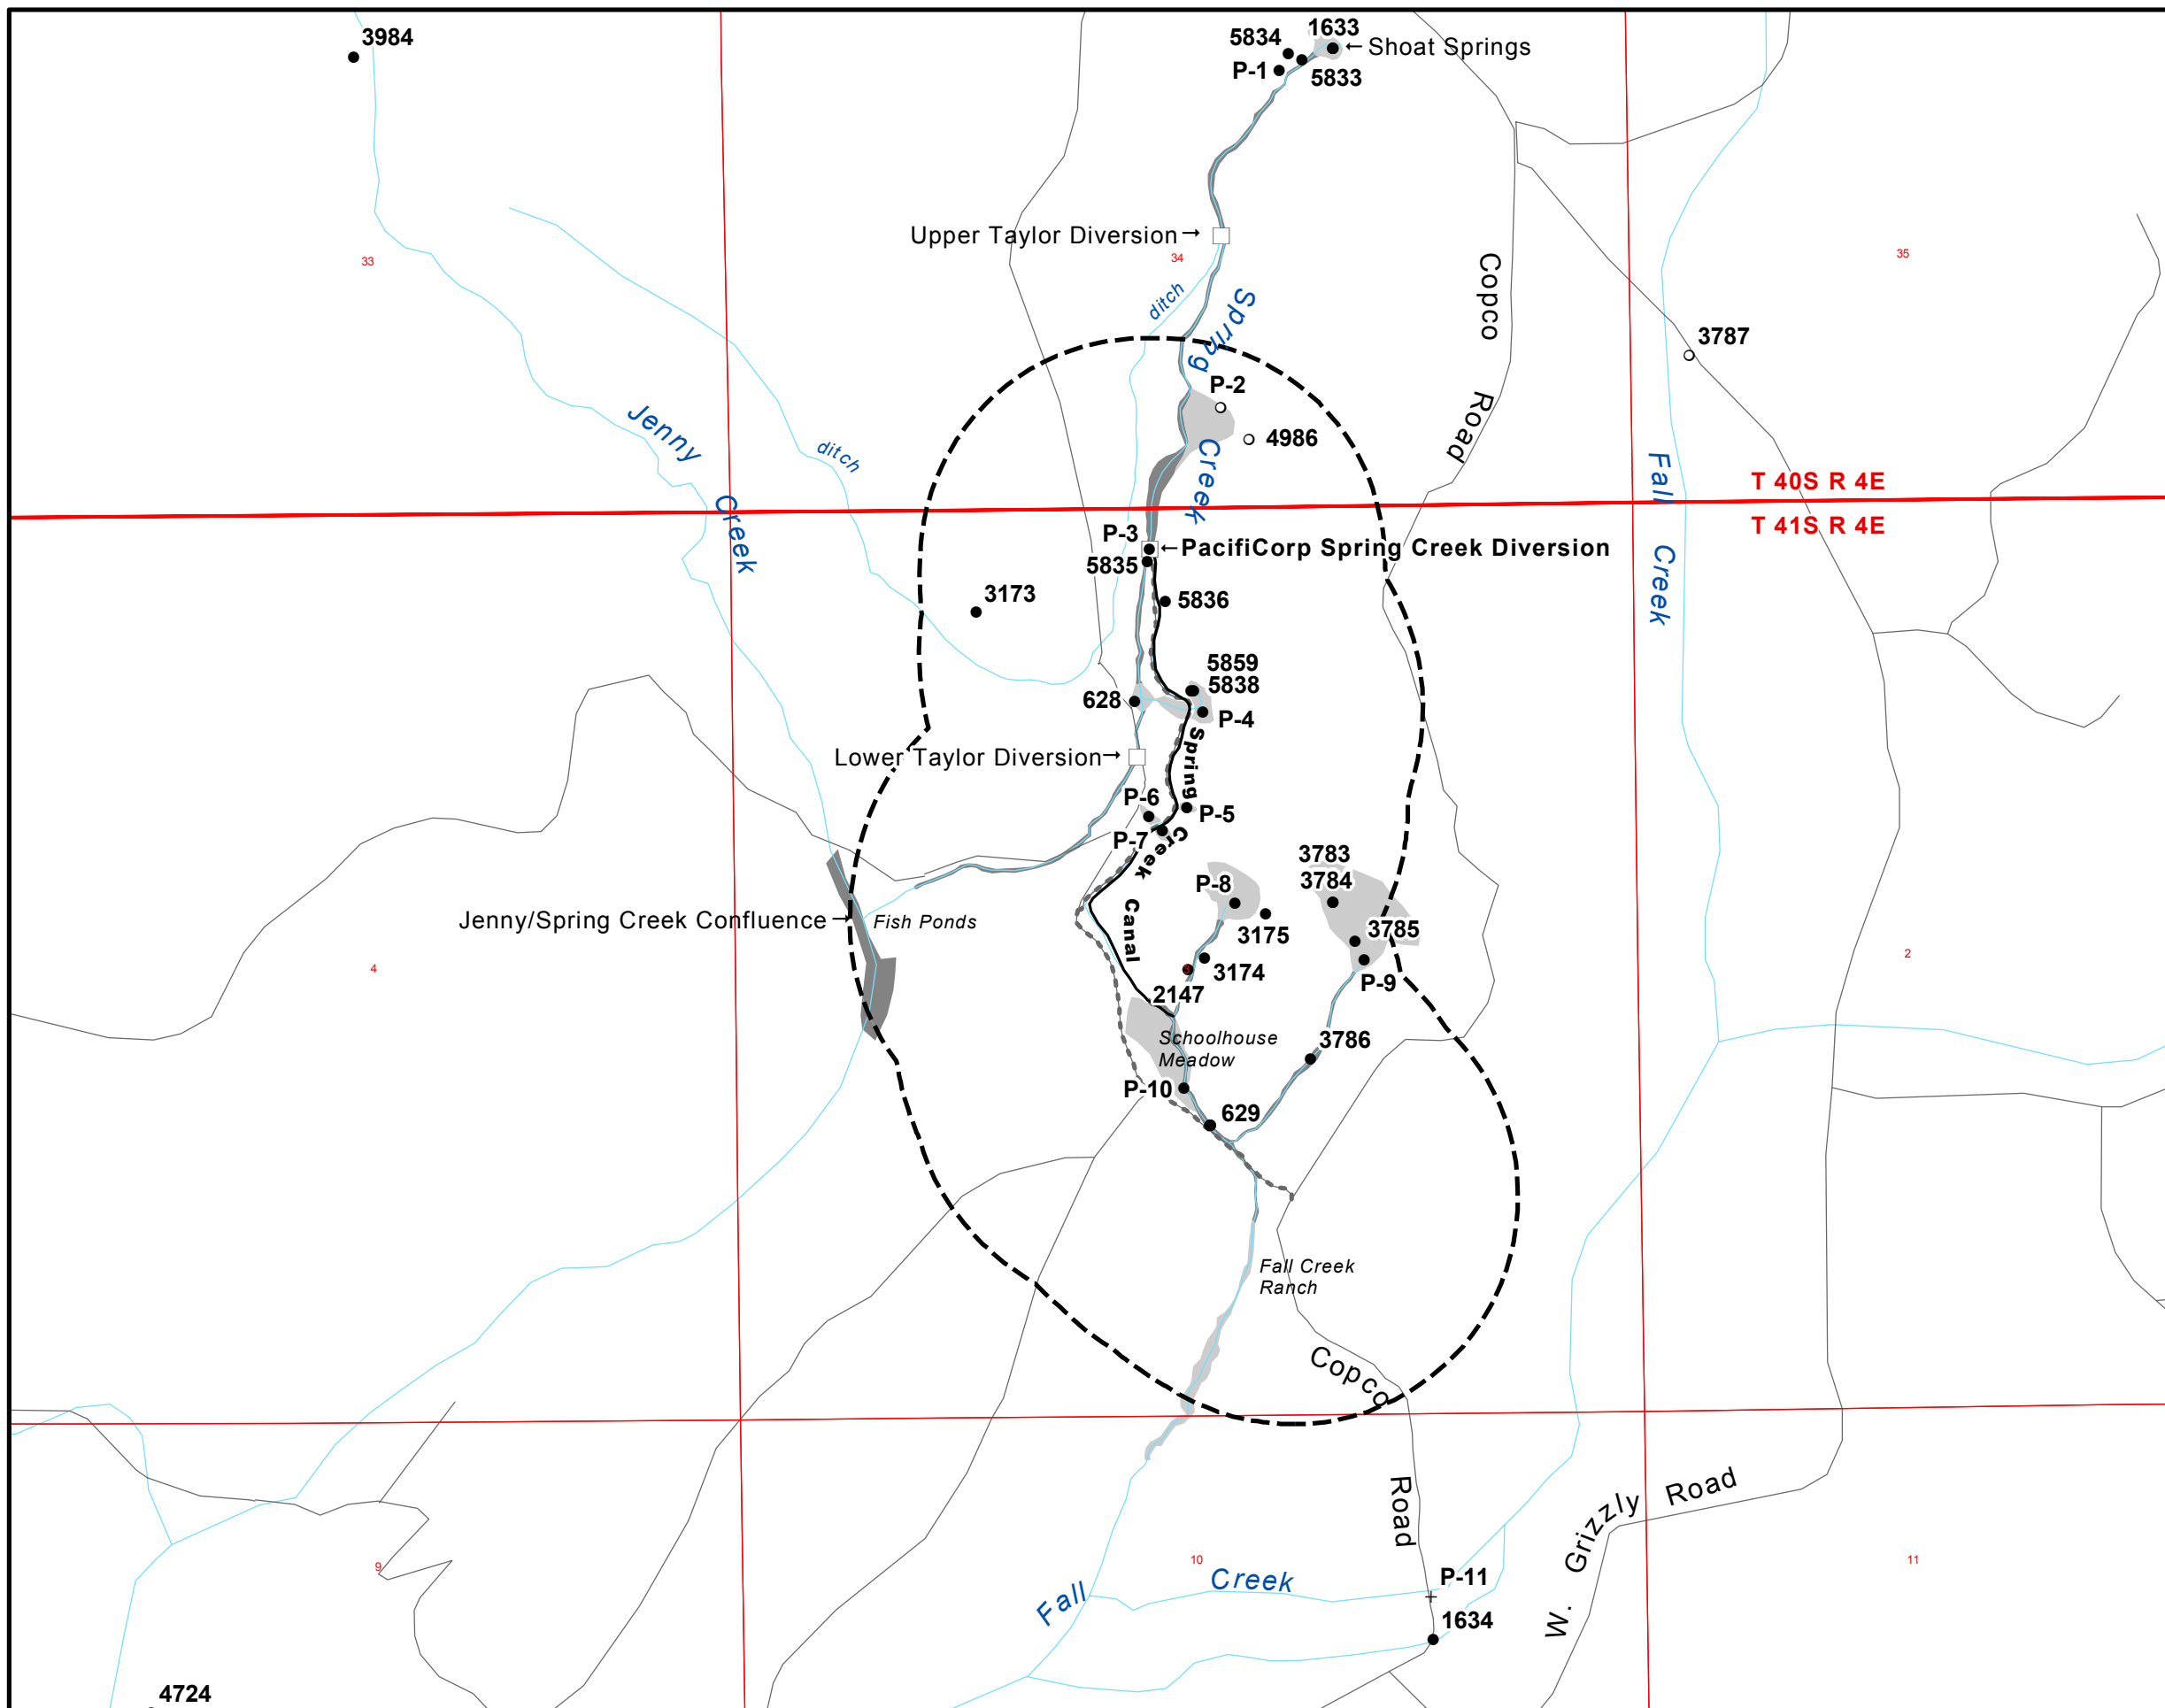 3984
5834
1633
←Shoat Springs
P-1
5833
Upper Taylor Diversion→
33
34
35
Copco
Road
ditch
Spring
Creek
3787
P-2
4986
Jenny
Creek
ditch
Fall
Creek
T 40S R 4E
T 41S R 4E
P-3
←PacifiCorp Spring Creek Diversion
5835
3173
5836
5859
5838
628
P-4
Lower Taylor Diversion→
Spring
Creek
Canal
P-6
P-5
P-7
3783
3784
P-8
Jenny/Spring Creek Confluence→
Fish Ponds
3175
3785
4
3
3174
2
P-9
2147
Schoolhouse
Meadow
3786
P-10
629
Fall Creek
Ranch
Copco
Road
W. Grizzly Road
9
10
11
Fall
Creek
P-11
1634
4724